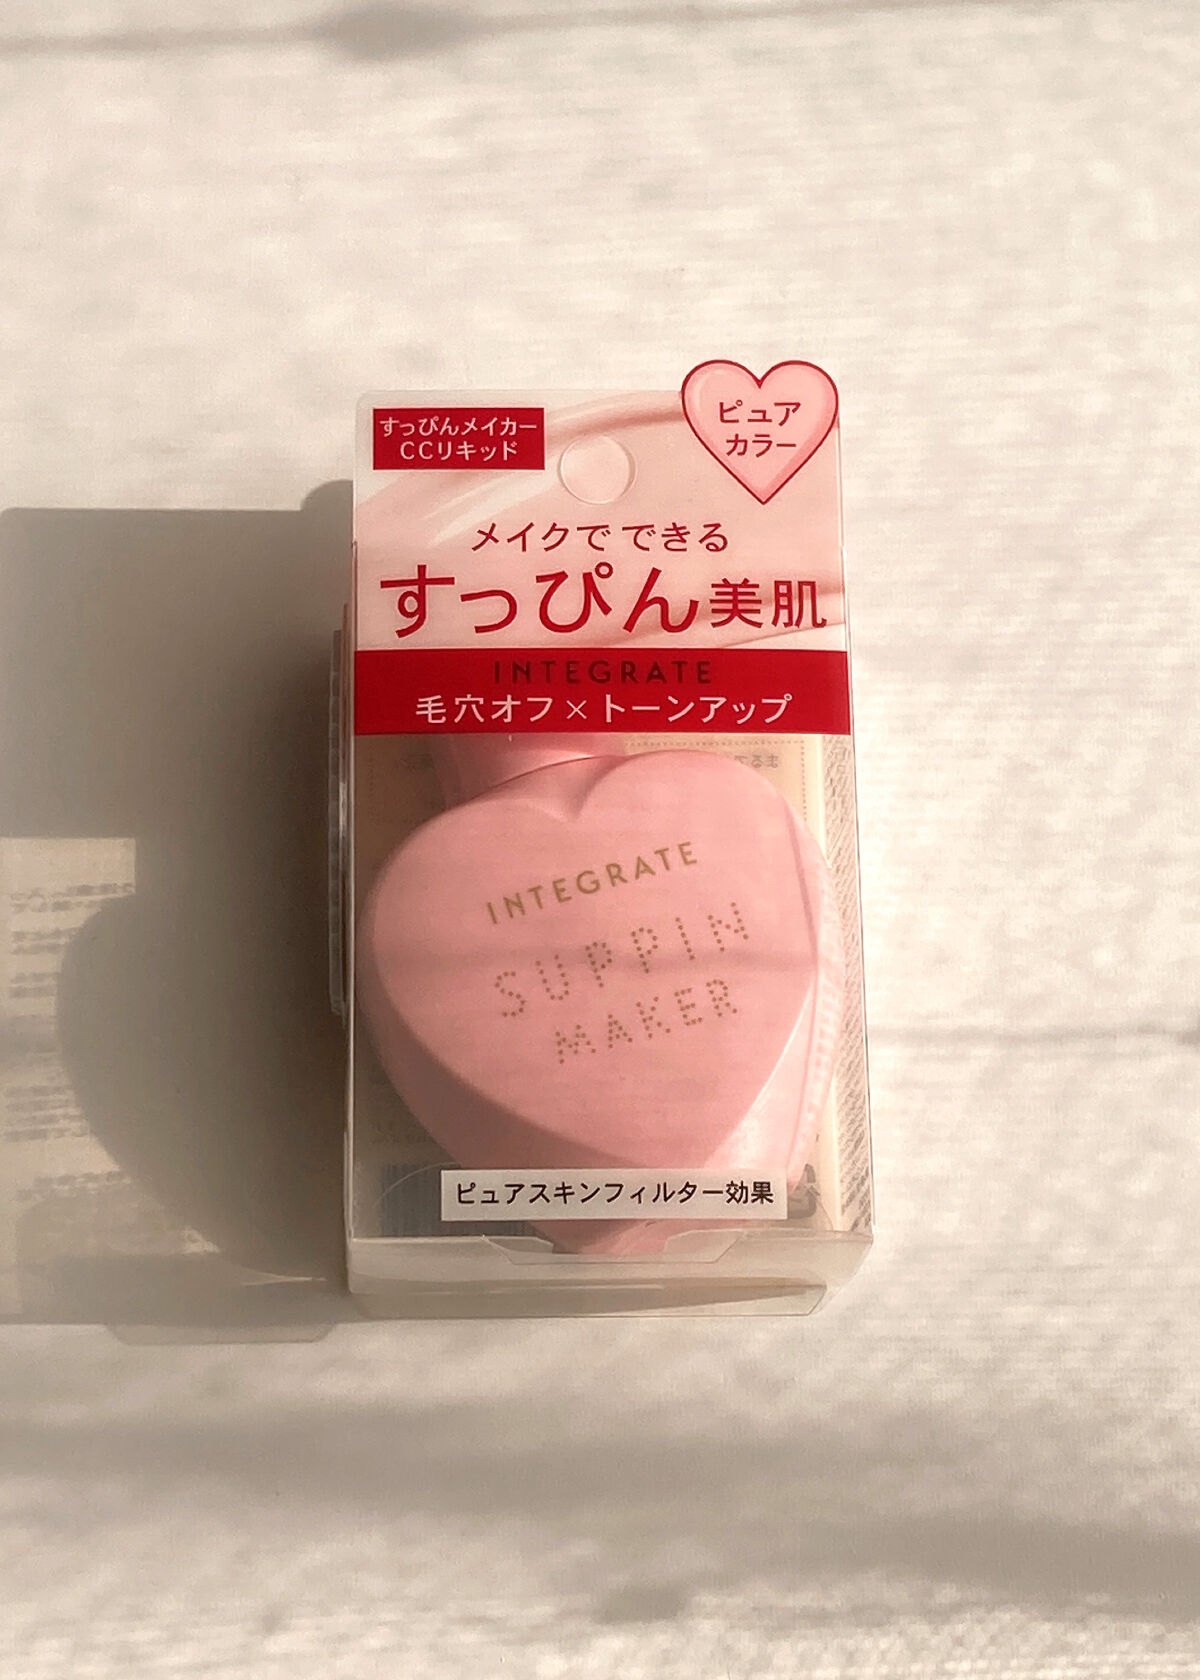 すっぴんメイカー
CCリキッド
ピュア
カラー
メイクで できる
すっぴん美肌
INTEGRATE
毛穴オフ×トーンアップ
INTEGRATE
SUPPIN
MAKER
ピュアスキンフィルター効果